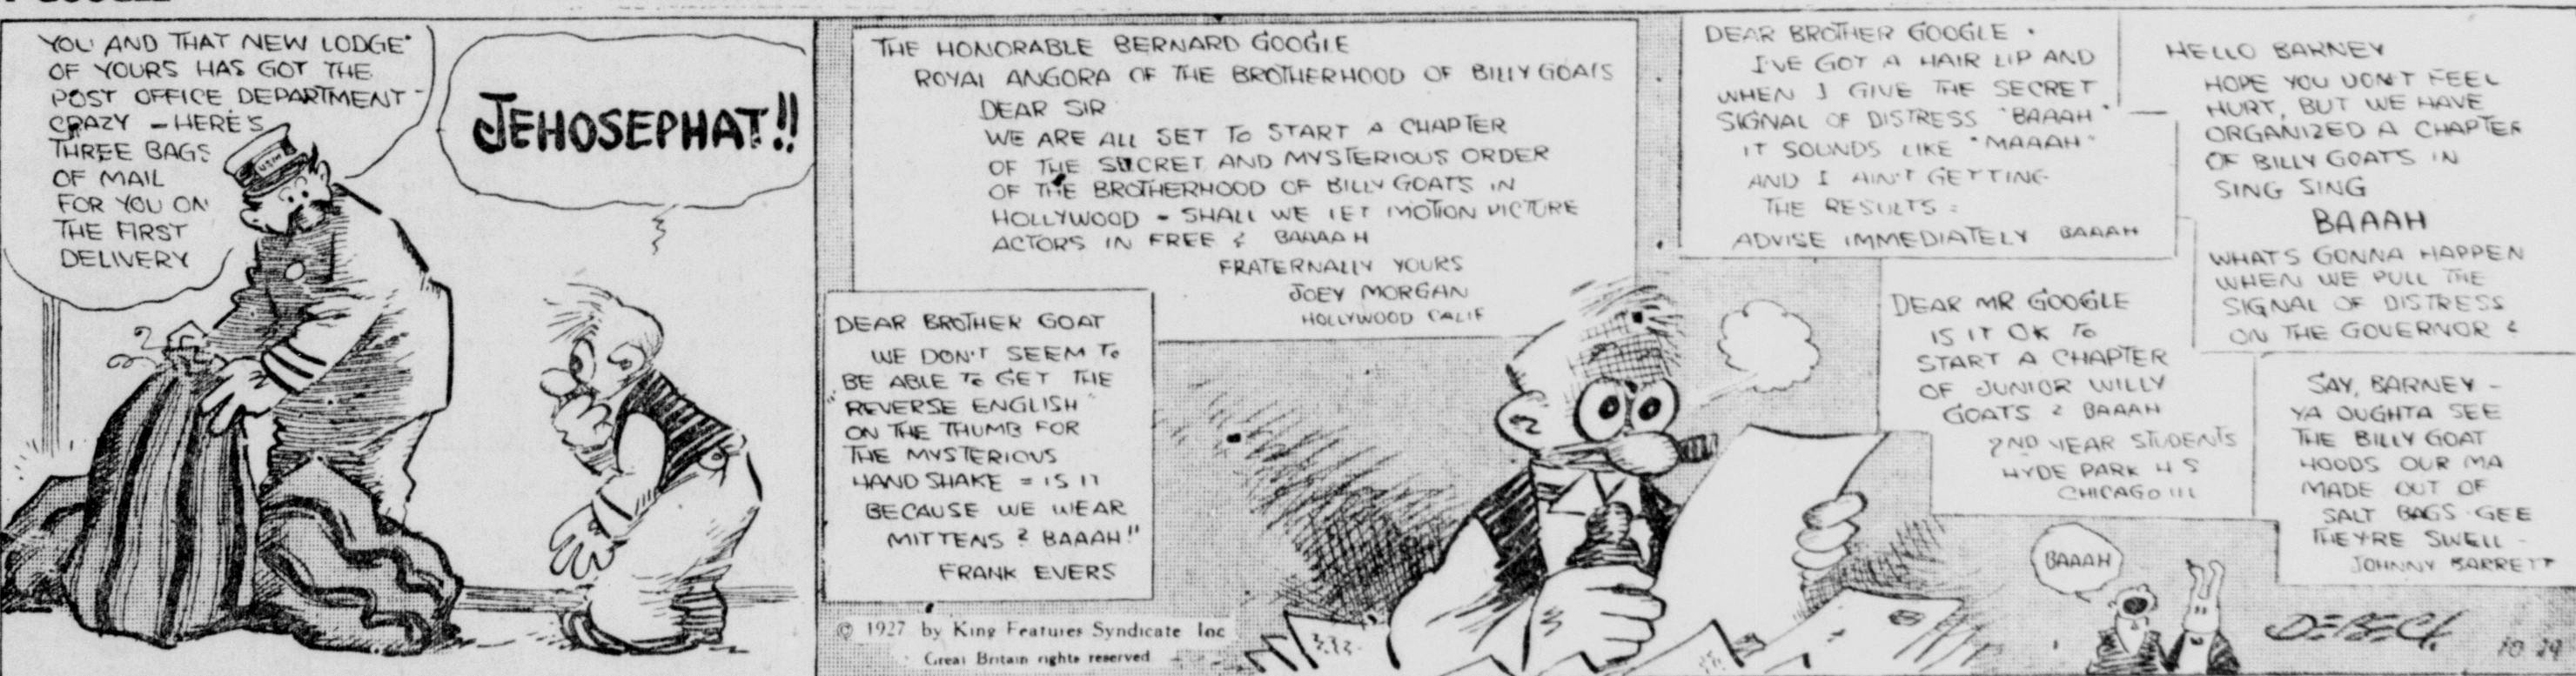 YOU AND THAT NEW LODGE
OF YOURS HAS GOT THE
POST OFFICE DEPARTMENT
CRAZY - HERE'S
THREE BAGS
OF MAIL
FOR YOU ON
THE FIRST
DELIVERY
USM
JEHOSEPHAT!!
THE HONORABLE BERNARD GOOGLE
ROYAL ANGORA OF THE BROTHERHOOD OF BILLY GOATS
DEAR SIR
WE ARE ALL SET TO START A CHAPTER
OF THE SECRET AND MYSTERIOUS ORDER
OF THE BROTHERHOOD OF BILLY GOATS IN
HOLLYWOOD - SHALL WE LET MOTION PICTURE
ACTORS IN FREE ? BAAAAH
FRATERNALLY YOURS
JOEY MORGAN
HOLLYWOOD CALIF
DEAR BROTHER GOAT
WE DON'T SEEM TO
BE ABLE TO GET THE
"REVERSE ENGLISH"
ON THE THUMB FOR
THE MYSTERIOUS
HAND SHAKE = IS IT
BECAUSE WE WEAR
MITTENS ? BAAAH!!
FRANK EVERS
© 1927 by King Features Syndicate Inc
Great Britain rights reserved
DEAR BROTHER GOOGLE .
I'VE GOT A HAIR LIP AND
WHEN I GIVE THE SECRET
SIGNAL OF DISTRESS "BAAAH"
IT SOUNDS LIKE "MAAAH"
AND I AIN'T GETTING
THE RESULTS =
ADVISE IMMEDIATELY BAAAH
HELLO BARNEY
HOPE YOU DON'T FEEL
HURT, BUT WE HAVE
ORGANIZED A CHAPTER
OF BILLY GOATS IN
SING SING
BAAAH
WHATS GONNA HAPPEN
WHEN WE PULL THE
SIGNAL OF DISTRESS
ON THE GOVERNOR ?
DEAR MR GOOGLE
IS IT OK TO
START A CHAPTER
OF JUNIOR WILLY
GOATS ? BAAAH
2ND YEAR STUDENTS
HYDE PARK H S
CHICAGO ILL
SAY, BARNEY -
YA OUGHTA SEE
THE BILLY GOAT
HOODS OUR MA
MADE OUT OF
SALT BAGS - GEE
THEYRE SWELL -
JOHNNY BARRETT
BAAAH
DEBECK
10 29